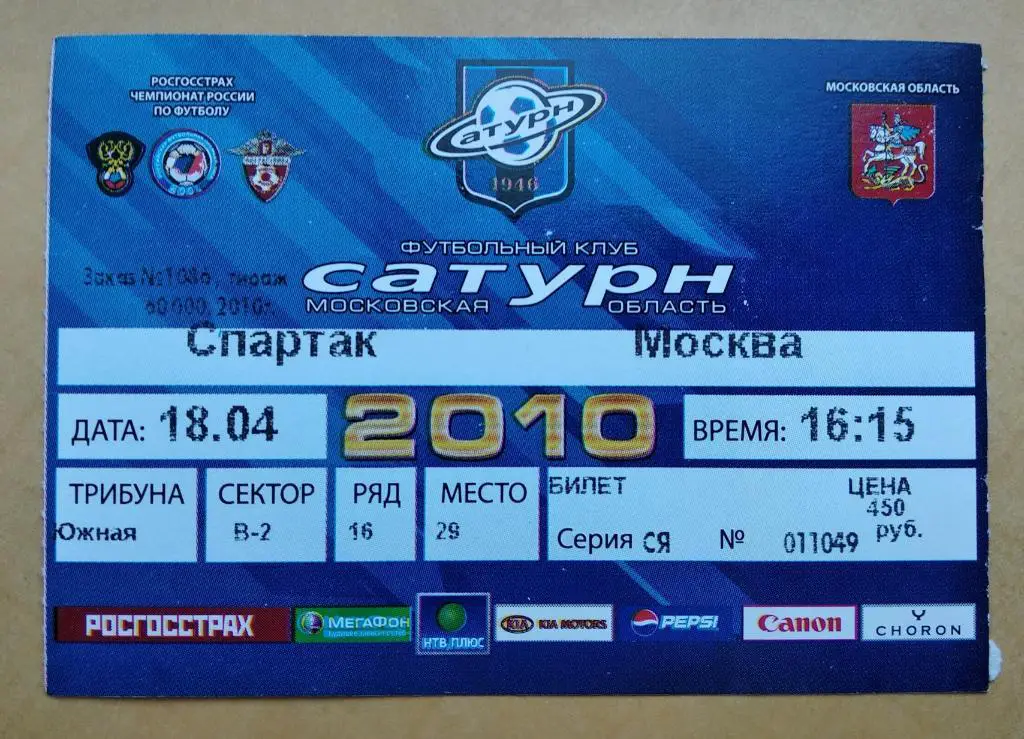 РОСГОССТРАХ
ЧЕМПИОНАТ РОССИИ
ПО ФУТБОЛУ
САТУРН
1946
МОСКОВСКАЯ ОБЛАСТЬ
ФУТБОЛЬНЫЙ КЛУБ
САТУРН
МОСКОВСКАЯ ОБЛАСТЬ
Заказ №1086, тираж
60 000, 2010г.
Спартак Москва
ДАТА: 18.04 2010 ВРЕМЯ: 16:15
ТРИБУНА СЕКТОР РЯД МЕСТО БИЛЕТ ЦЕНА
Южная В-2 16 29 450
Серия СЯ № 011049 руб.
РОСГОССТРАХ МЕГАФОН НТВ ПЛЮС KIA KIA MOTORS PEPSI Canon CHORON